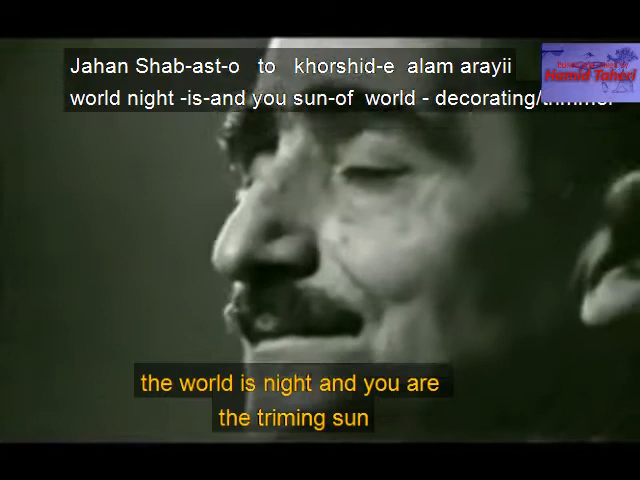 Jahan Shab-ast-o to khorshid-e alam arayii
world night -is-and you sun-of world - decorating/trimmer
Hamid Taheri
the world is night and you are
the triming sun